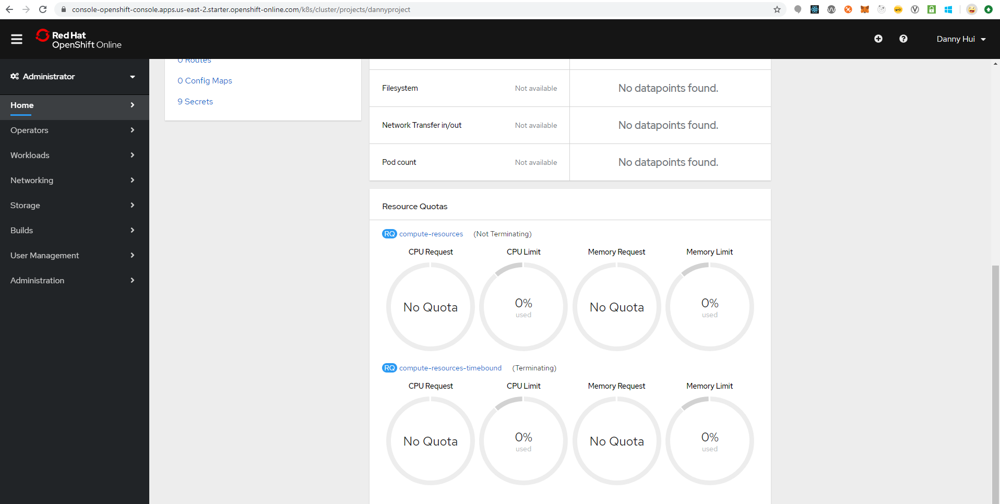 console-openshift-console.apps.us-east-2.starter.openshift-online.com/k8s/cluster/projects/dannyproject
Red Hat
OpenShift Online
Danny Hui
Administrator
Home
Operators
Workloads
Networking
Storage
Builds
User Management
Administration
0 Routes
0 Config Maps
9 Secrets
Filesystem Not available No datapoints found.
Network Transfer in/out Not available No datapoints found.
Pod count Not available No datapoints found.
Resource Quotas
RQ compute-resources (Not Terminating)
CPU Request CPU Limit Memory Request Memory Limit
No Quota 0% No Quota 0%
used used
RQ compute-resources-timebound (Terminating)
CPU Request CPU Limit Memory Request Memory Limit
No Quota 0% No Quota 0%
used used